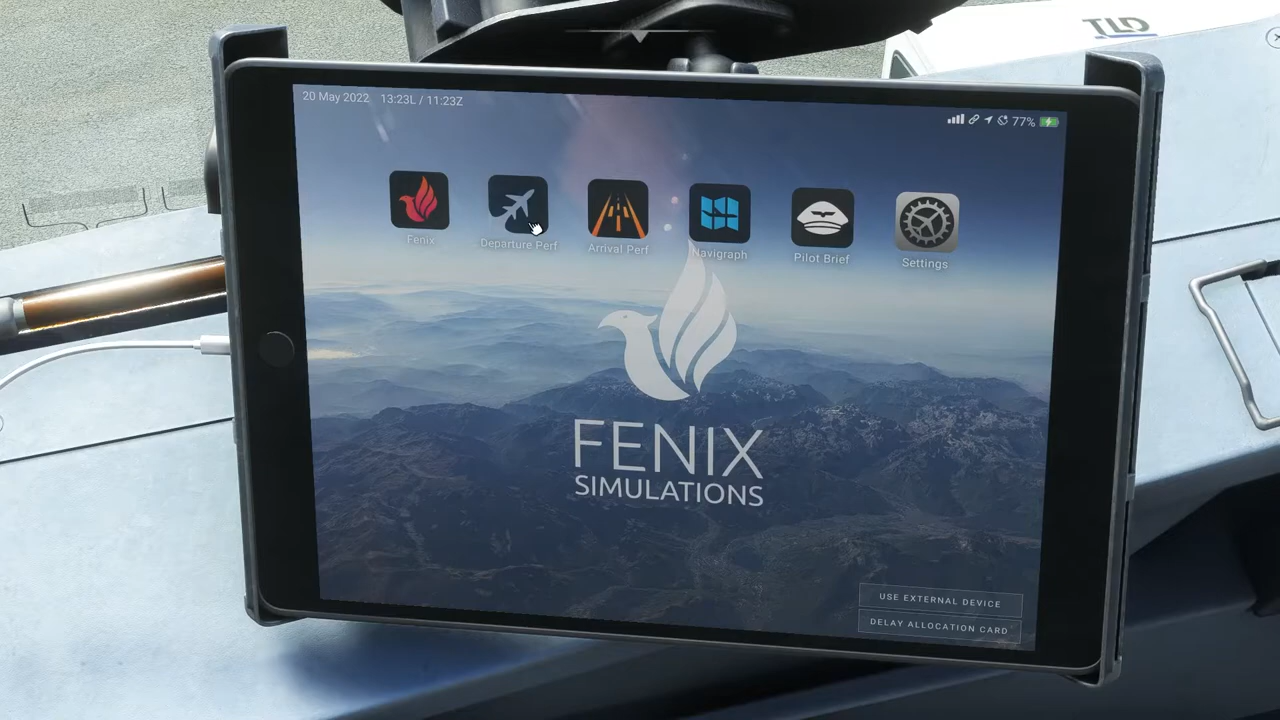 TLD
20 May 2022 13:23L / 11:23Z
77%
Fenix
Departure Perf
Arrival Perf
Navigraph
Pilot Brief
Settings
FENIX
SIMULATIONS
USE EXTERNAL DEVICE
DELAY ALLOCATION CARD